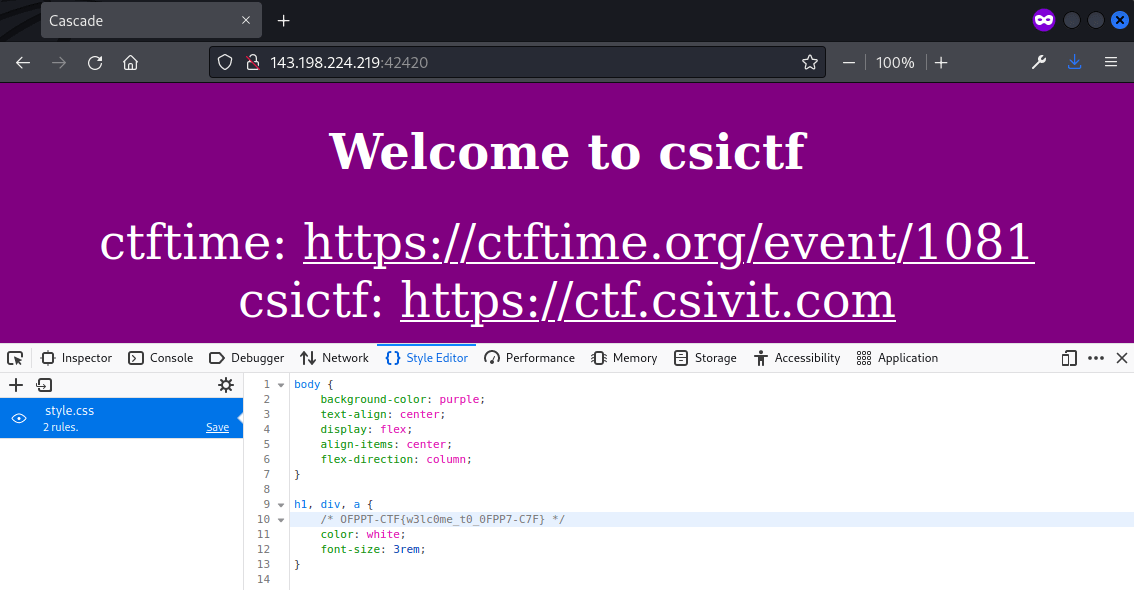 Cascade
143.198.224.219:42420
100%
Welcome to csictf
ctftime: https://ctftime.org/event/1081
csictf: https://ctf.csivit.com
Inspector Console Debugger Network Style Editor Performance Memory Storage Accessibility Application
style.css
2 rules. Save
1 body {
2 background-color: purple;
3 text-align: center;
4 display: flex;
5 align-items: center;
6 flex-direction: column;
7 }
8
9 h1, div, a {
10 /* OFPPT-CTF{w3lc0me_t0_0FPP7-C7F} */
11 color: white;
12 font-size: 3rem;
13 }
14